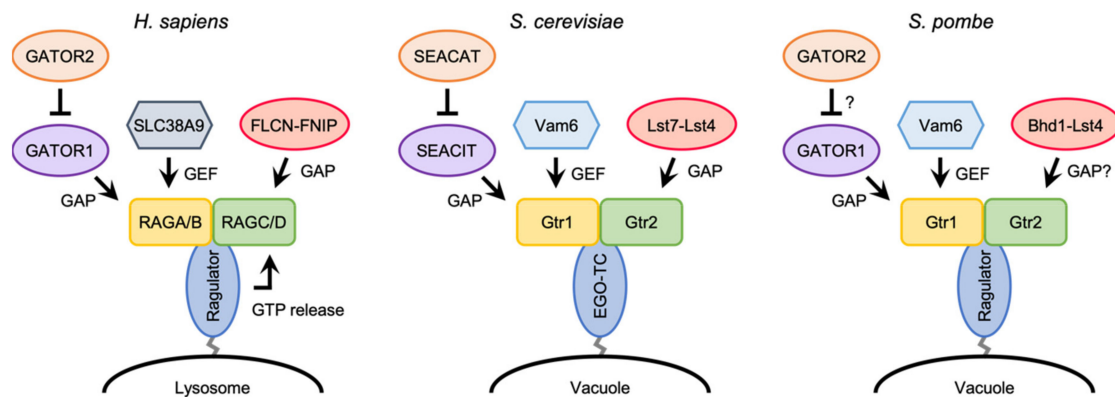 H. sapiens
GATOR2
GATOR1
SLC38A9
FLCN-FNIP
GAP
GEF
GAP
RAGA/B
RAGC/D
Ragulator
GTP release
Lysosome
S. cerevisiae
SEACAT
SEACIT
Vam6
Lst7-Lst4
GAP
GEF
GAP
Gtr1
Gtr2
EGO-TC
Vacuole
S. pombe
GATOR2
?
GATOR1
Vam6
Bhd1-Lst4
GAP
GEF
GAP?
Gtr1
Gtr2
Ragulator
Vacuole